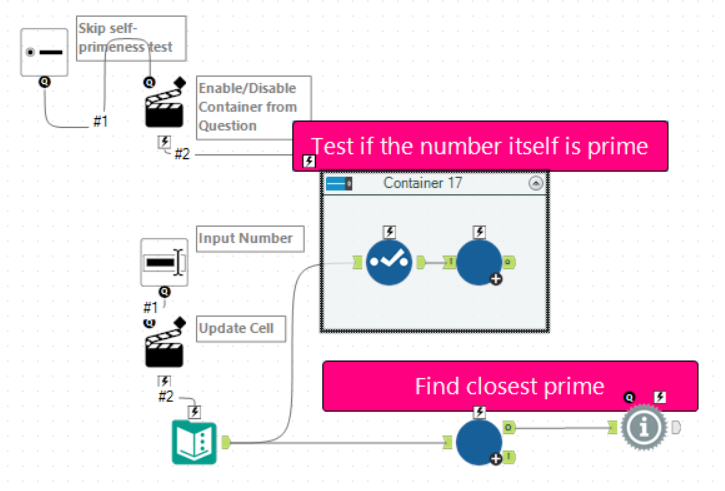 Skip self-
primeness test
Q
Q
#1
Enable/Disable
Container from
Question
#2
Test if the number itself is prime
Container 17
Input Number
I
O
Q
#1
Q
Update Cell
#2
Find closest prime
Q
O
I
i